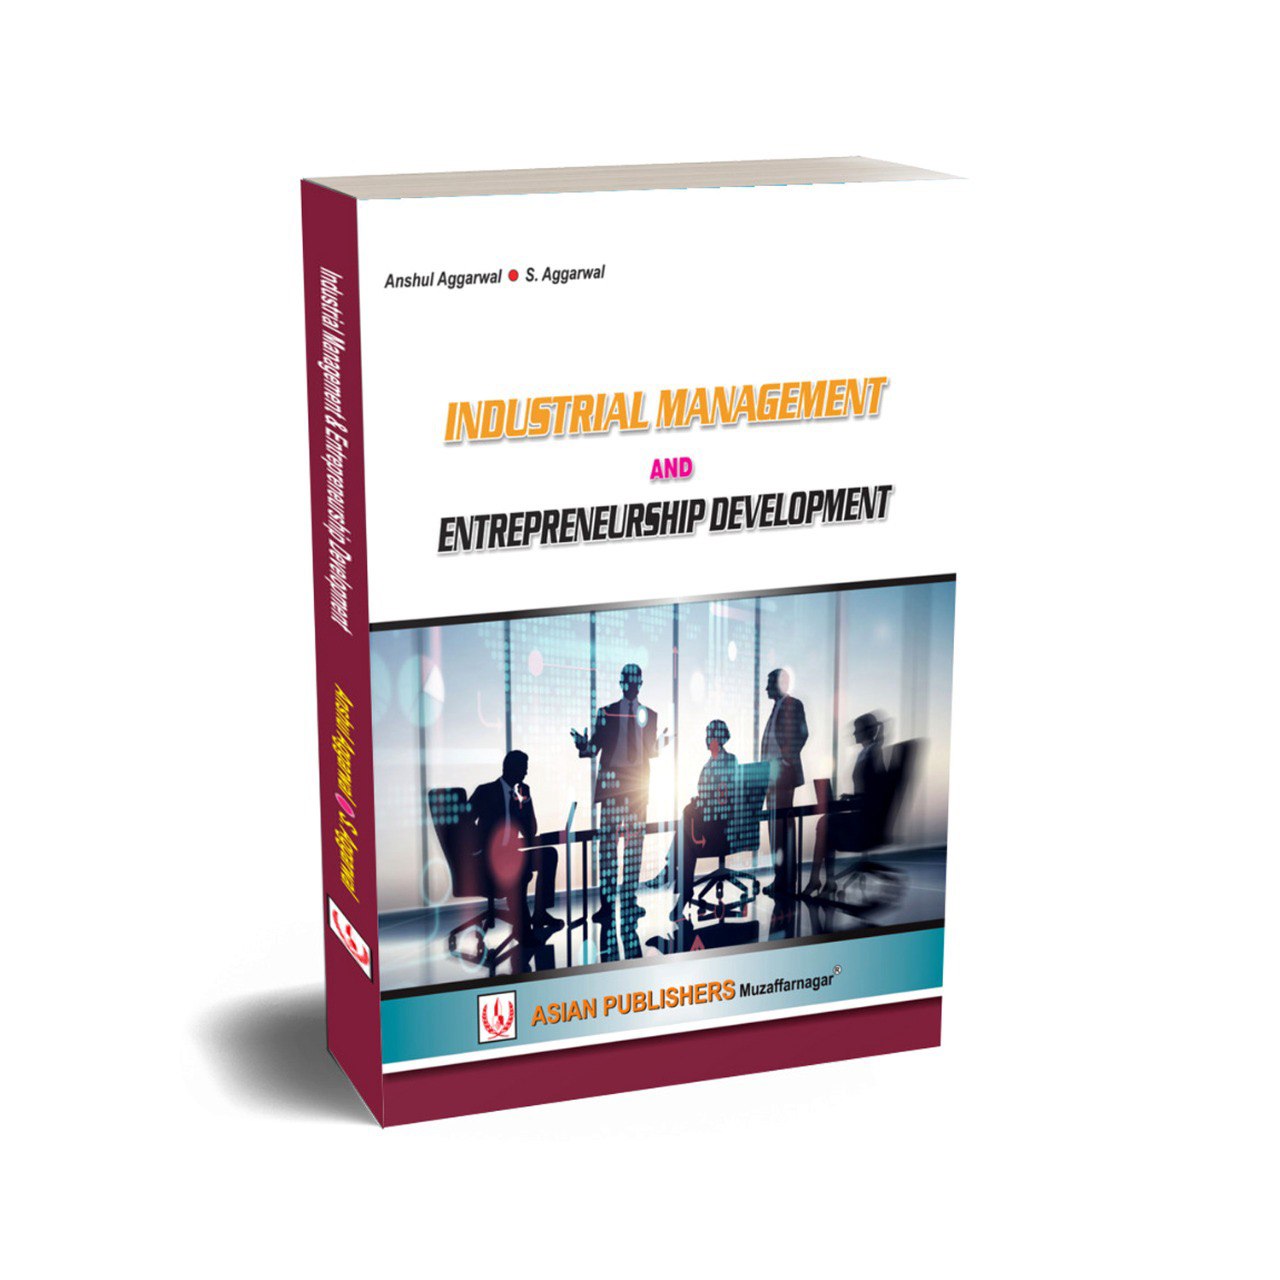 Anshul Aggarwal ● S. Aggarwal
INDUSTRIAL MANAGEMENT
AND
ENTREPRENEURSHIP DEVELOPMENT
ASIAN PUBLISHERS Muzaffarnagar®
Industrial Management & Entrepreneurship Development
Anshul Aggarwal ● S. Aggarwal